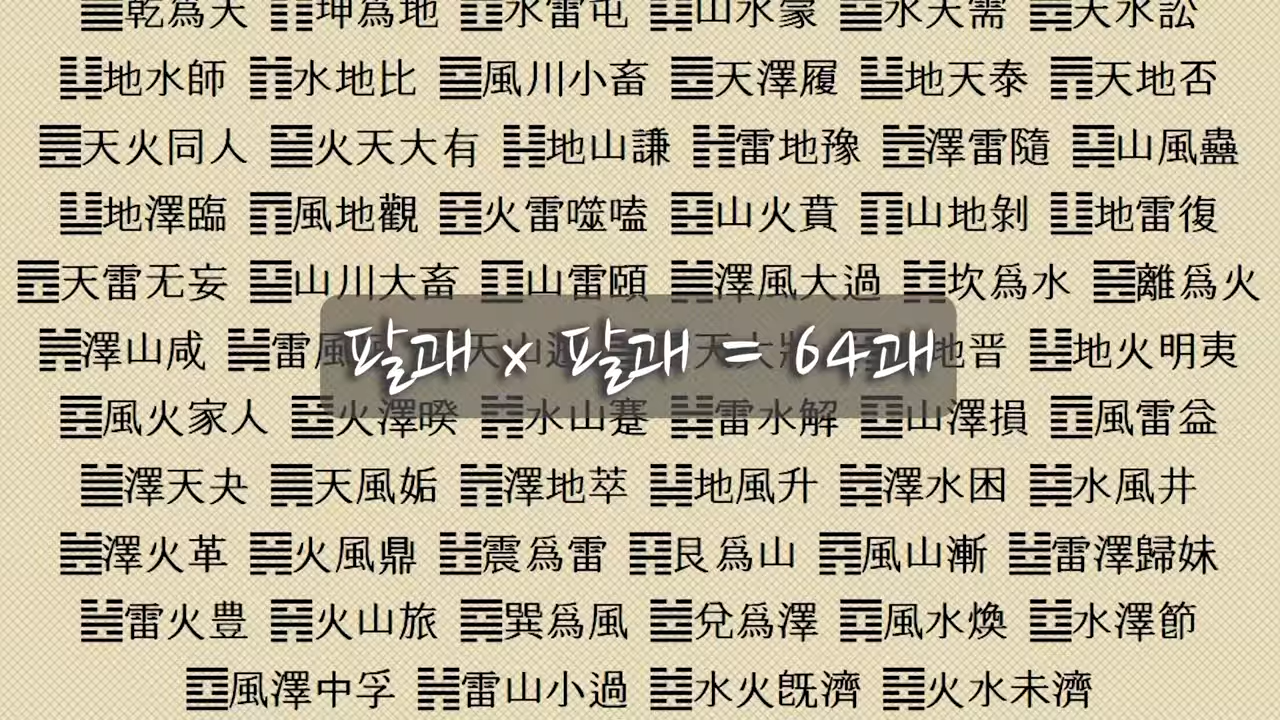 ䷀乾爲天 ䷁坤爲地 ䷂水雷屯 ䷃山水蒙 ䷄水天需 ䷅天水訟
䷆地水師 ䷇水地比 ䷈風川小畜 ䷉天澤履 ䷊地天泰 ䷋天地否
䷌天火同人 ䷍火天大有 ䷎地山謙 ䷏雷地豫 ䷐澤雷隨 ䷑山風蠱
䷒地澤臨 ䷓風地觀 ䷔火雷噬嗑 ䷕山火賁 ䷖山地剝 ䷗地雷復
䷘天雷无妄 ䷙山川大畜 ䷚山雷頤 ䷛澤風大過 ䷜坎爲水 ䷝離爲火
䷞澤山咸 ䷟雷風 天山 天大壯 地晋 ䷣地火明夷
팔괘 x 팔괘 = 64괘
䷤風火家人 ䷥火澤暌 ䷦水山蹇 ䷧雷水解 ䷨山澤損 ䷩風雷益
䷪澤天夬 ䷫天風姤 ䷬澤地萃 ䷭地風升 ䷮澤水困 ䷯水風井
䷰澤火革 ䷱火風鼎 ䷲震爲雷 ䷳艮爲山 ䷴風山漸 ䷵雷澤歸妹
䷶雷火豊 ䷷火山旅 ䷸巽爲風 ䷹兌爲澤 ䷺風水煥 ䷻水澤節
䷼風澤中孚 ䷽雷山小過 ䷾水火旣濟 ䷿火水未濟